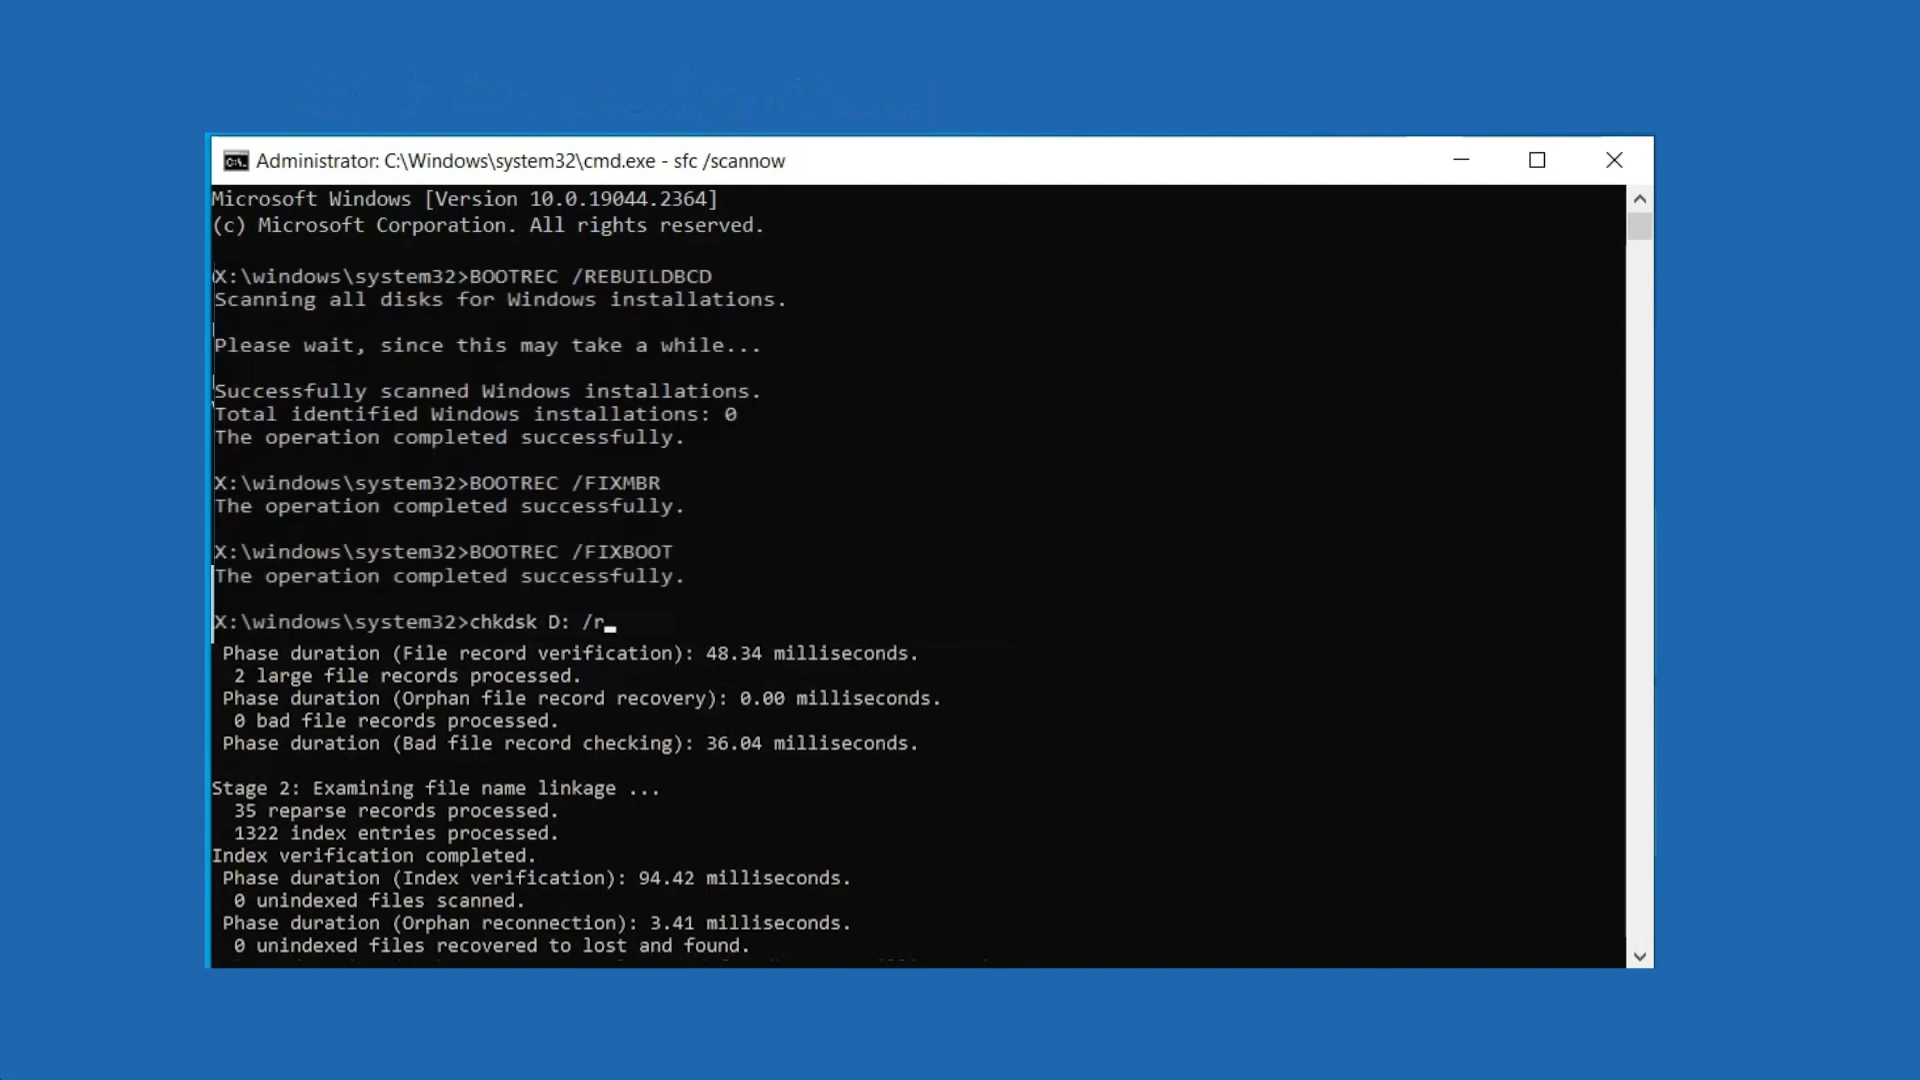 Administrator: C:\Windows\system32\cmd.exe - sfc /scannow
Microsoft Windows [Version 10.0.19044.2364]
(c) Microsoft Corporation. All rights reserved.
X:\windows\system32>BOOTREC /REBUILDBCD
Scanning all disks for Windows installations.
Please wait, since this may take a while...
Successfully scanned Windows installations.
Total identified Windows installations: 0
The operation completed successfully.
X:\windows\system32>BOOTREC /FIXMBR
The operation completed successfully.
X:\windows\system32>BOOTREC /FIXBOOT
The operation completed successfully.
X:\windows\system32>chkdsk D: /r
Phase duration (File record verification): 48.34 milliseconds.
2 large file records processed.
Phase duration (Orphan file record recovery): 0.00 milliseconds.
0 bad file records processed.
Phase duration (Bad file record checking): 36.04 milliseconds.
Stage 2: Examining file name linkage ...
35 reparse records processed.
1322 index entries processed.
Index verification completed.
Phase duration (Index verification): 94.42 milliseconds.
0 unindexed files scanned.
Phase duration (Orphan reconnection): 3.41 milliseconds.
0 unindexed files recovered to lost and found.